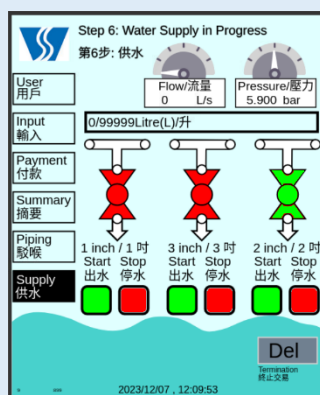 Step 6: Water Supply in Progress
第6步: 供水
Flow/流量
0 L/s
Pressure/壓力
5.900 bar
User
用戶
Input
輸入
Payment
付款
Summary
摘要
Piping
駁喉
Supply
供水
0/99999Litre(L)/升
1 inch / 1 吋
Start Stop
出水 停水
3 inch / 3 吋
Start Stop
出水 停水
2 inch / 2 吋
Start Stop
出水 停水
Del
Termination
終止交易
2023/12/07 , 12:09:53